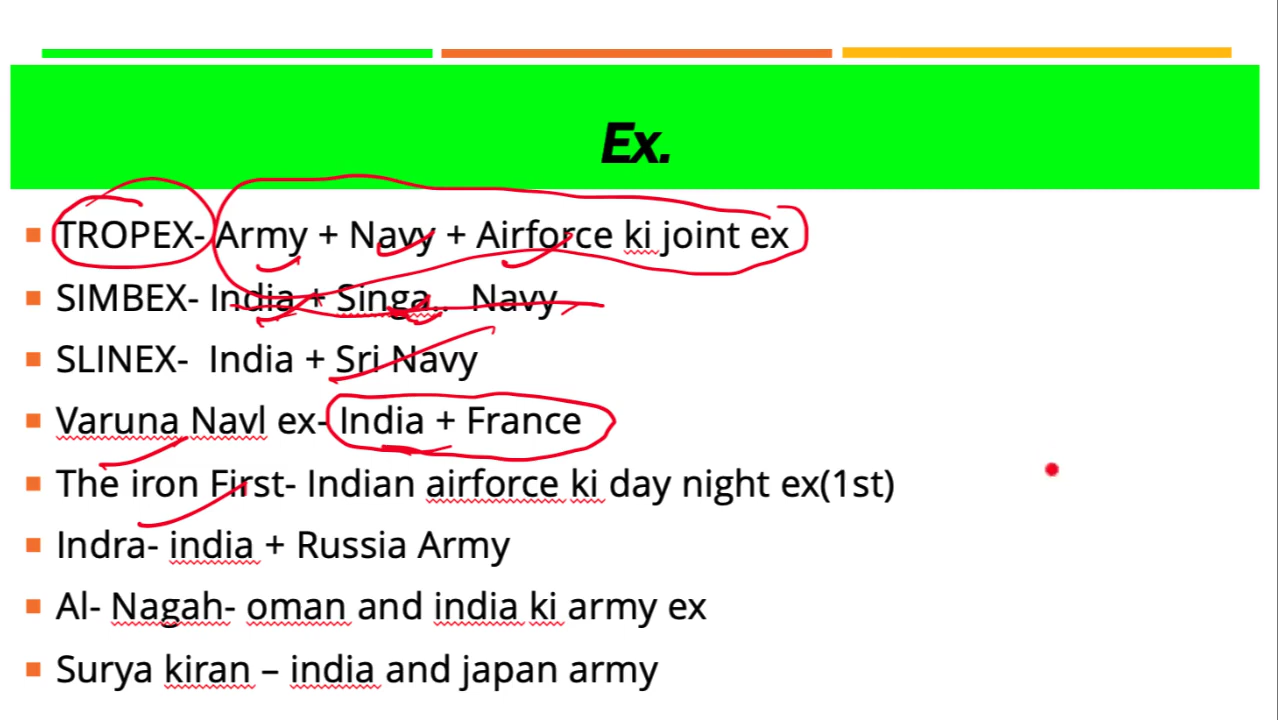 Ex.
TROPEX- Army + Navy + Airforce ki joint ex
SIMBEX- India + Singa.. Navy
SLINEX- India + Sri Navy
Varuna Navl ex- India + France
The iron First- Indian airforce ki day night ex(1st)
Indra- india + Russia Army
Al- Nagah- oman and india ki army ex
Surya kiran – india and japan army